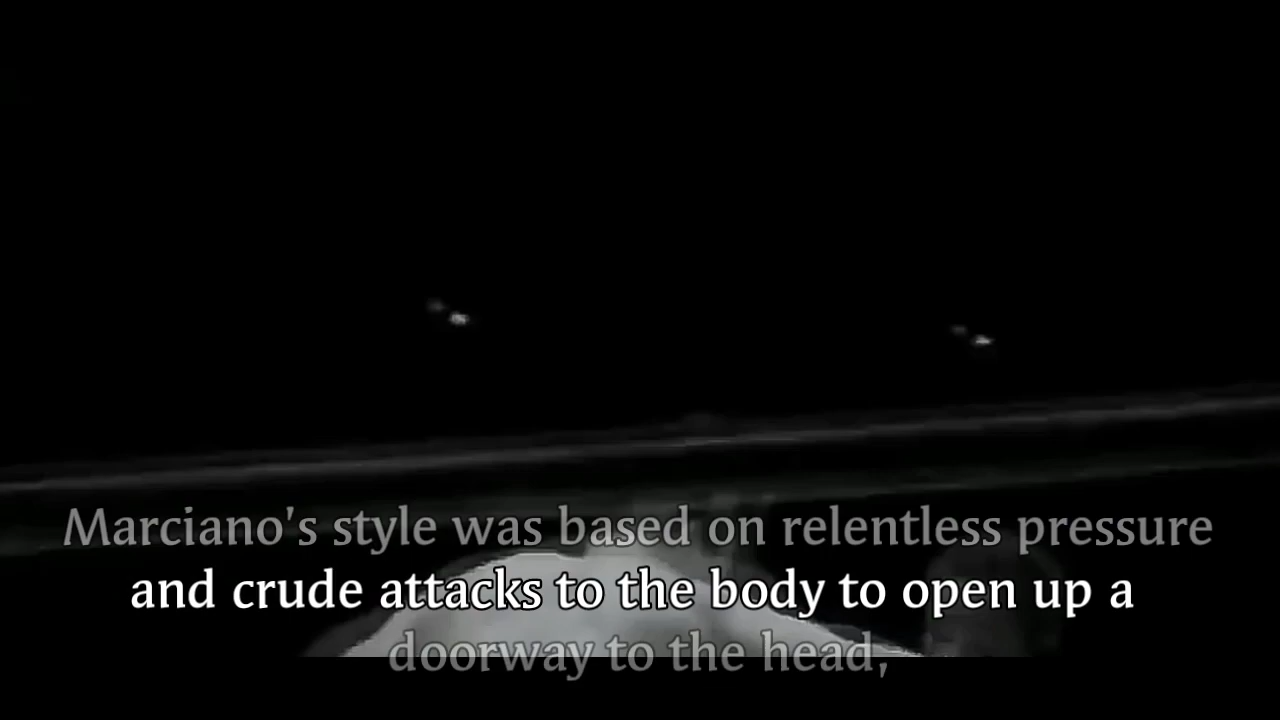 Marciano's style was based on relentless pressure
and crude attacks to the body to open up a
doorway to the head,